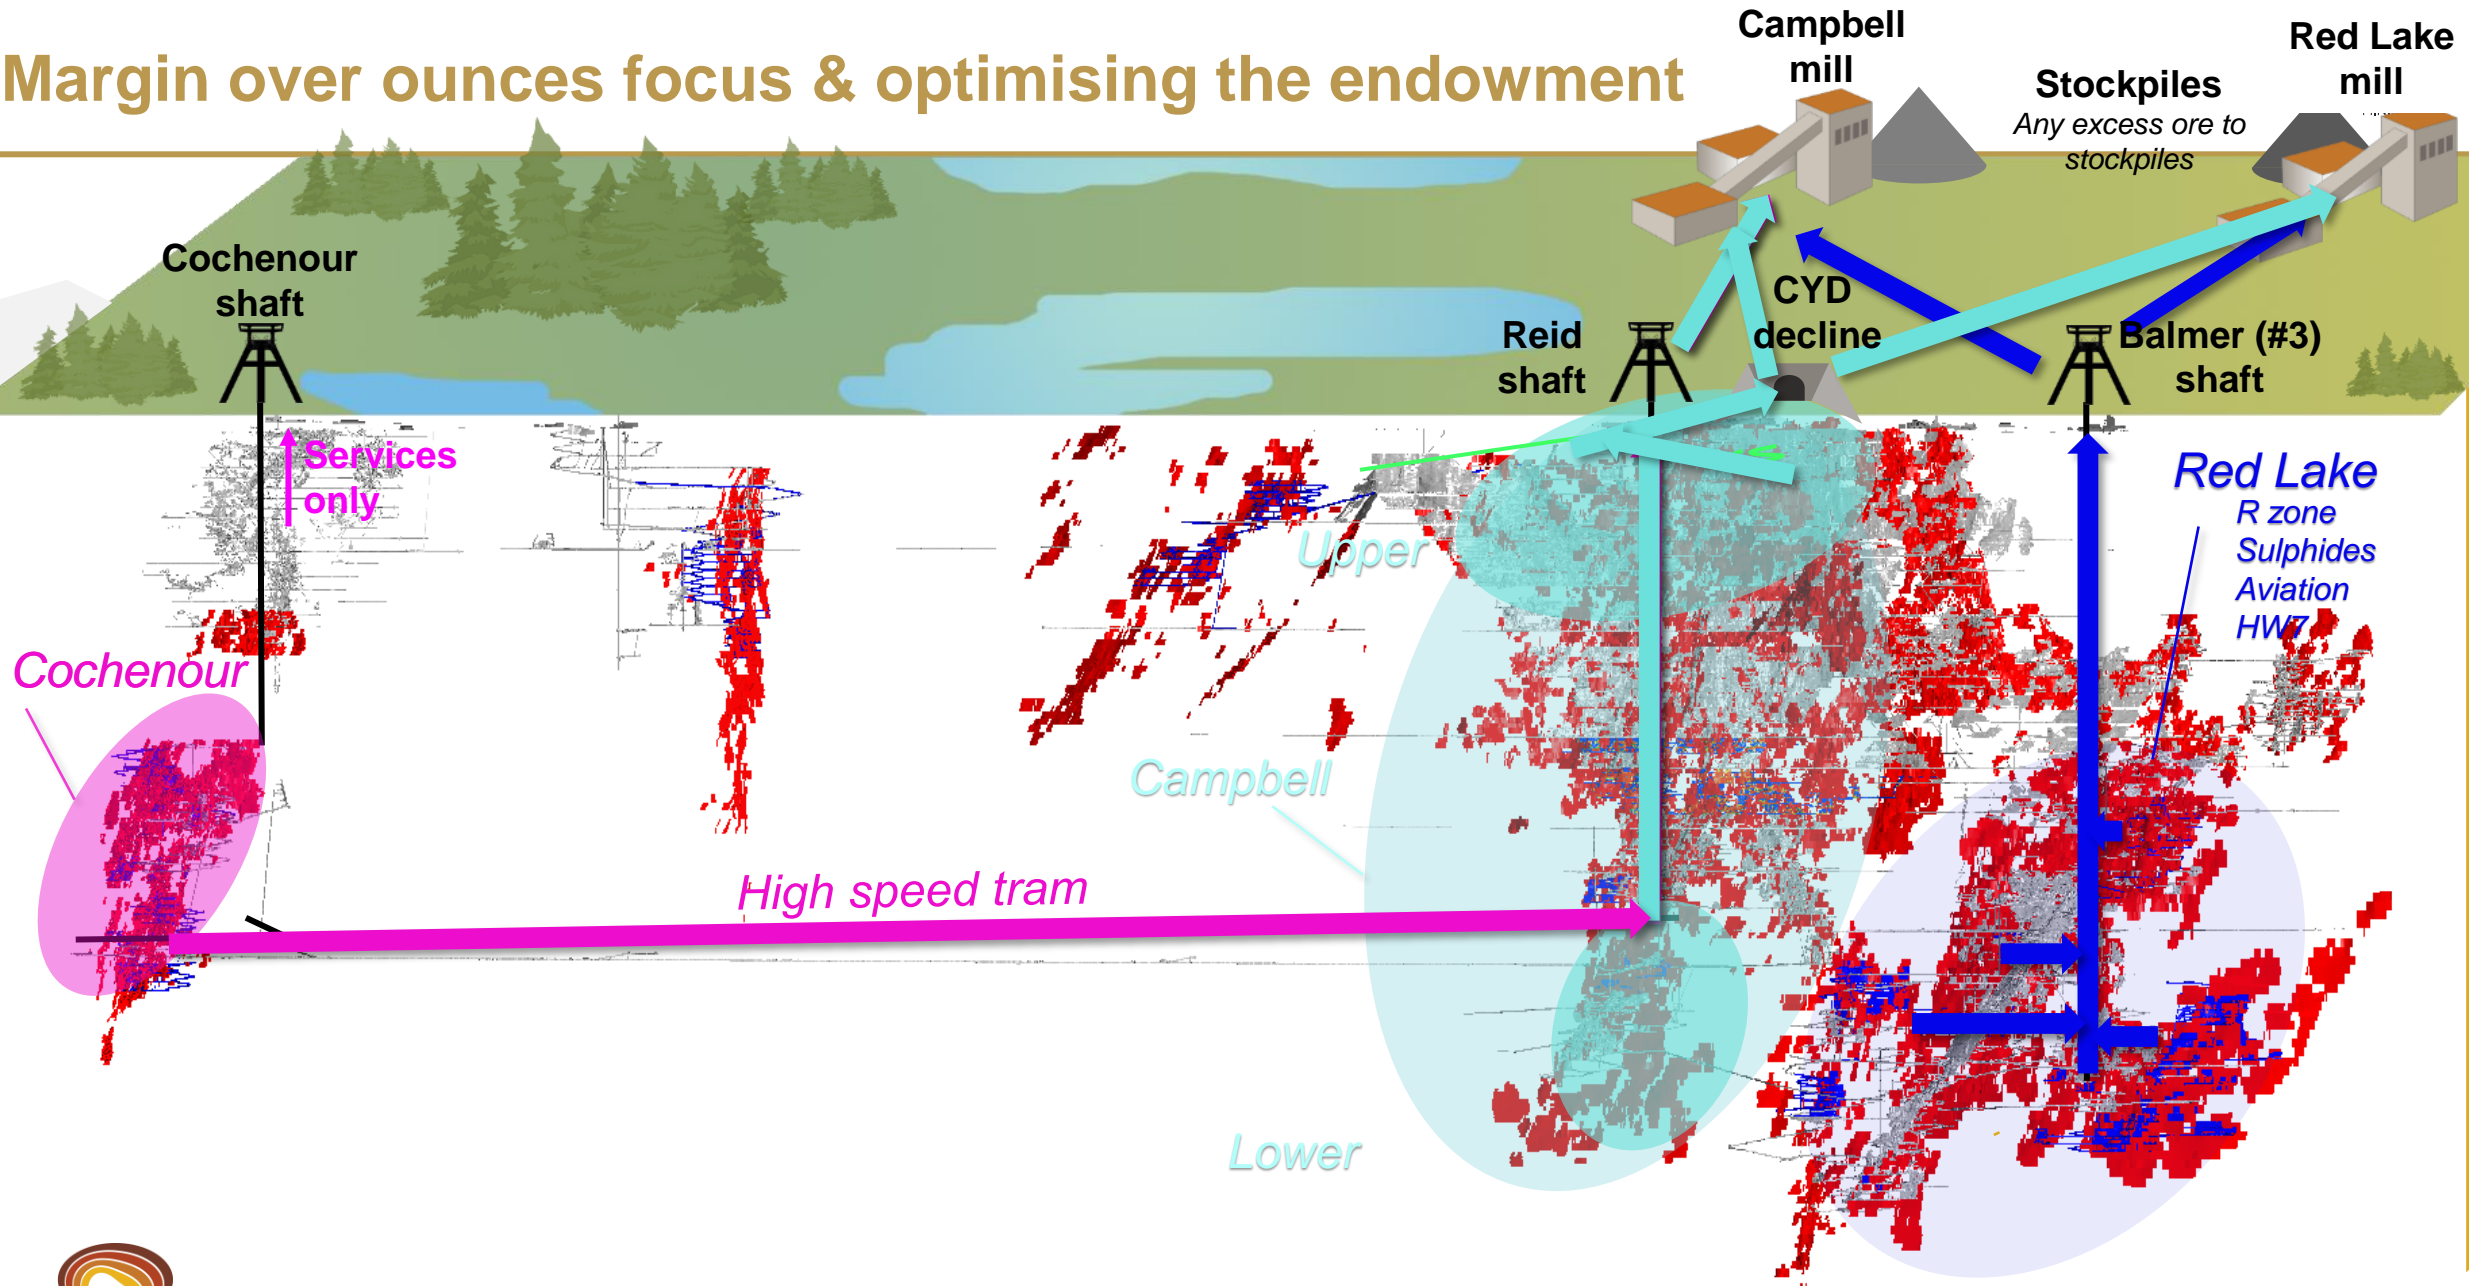 Margin over ounces focus & optimising the endowment
Campbell
mill
Stockpiles
Any excess ore to
stockpiles
Red Lake
mill
Cochenour
shaft
Reid
shaft
CYD
decline
Balmer (#3)
shaft
Services
only
Red Lake
R zone
Sulphides
Aviation
HW7
Upper
Cochenour
Campbell
High speed tram
Lower